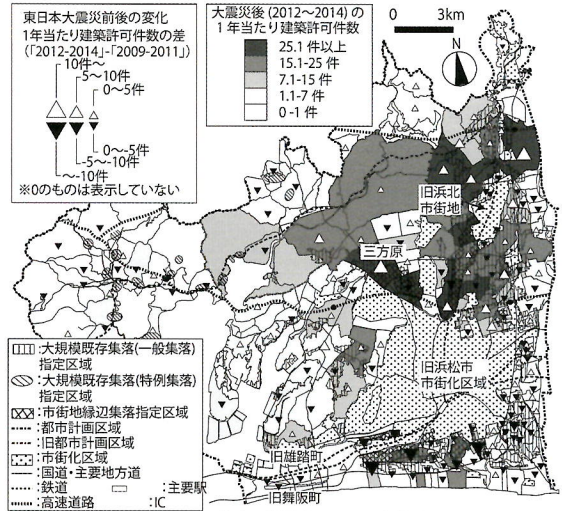 東日本大震災前後の変化
1年当たり建築許可件数の差
(「2012-2014」-「2009-2011」)
10件~
5~10件
0~5件
0~-5件
-5~-10件
~-10件
※0のものは表示していない
大震災後(2012~2014)の
1年当たり建築許可件数
25.1件以上
15.1-25件
7.1-15件
1.1-7件
0-1件
0 3km
N
旧浜北
市街地
三方原
旧浜松市
市街化区域
旧雄踏町
旧舞阪町
:大規模既存集落(一般集落)
指定区域
:大規模既存集落(特例集落)
指定区域
:市街地縁辺集落指定区域
:都市計画区域
:旧都市計画区域
:市街化区域
:国道・主要地方道
:鉄道 :主要駅
:高速道路 :IC